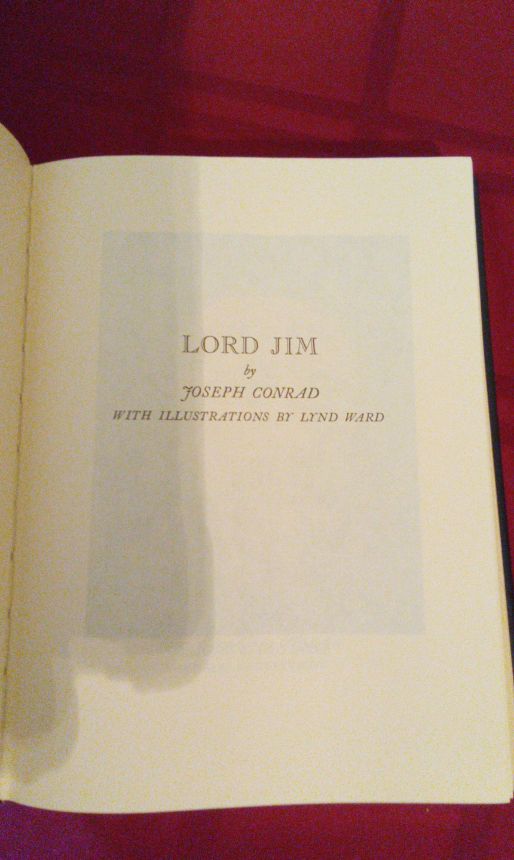 LORD JIM
by
JOSEPH CONRAD
WITH ILLUSTRATIONS BY LYND WARD